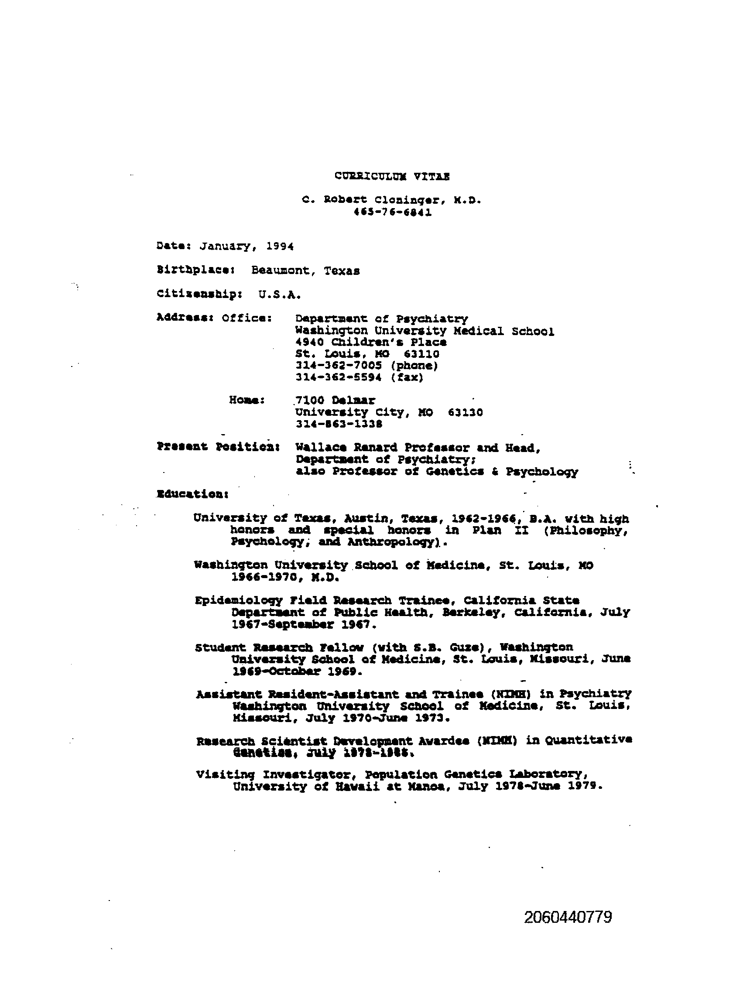 CURRICULUM VITAE
C. Robert Cloninger, M.D.
465-76-6841
Date: January, 1994
Birthplace: Beaumont, Texas
Citizenship: U.S.A.
Address: Office: Department of Psychiatry
Washington University Medical School
4940 Children's Place
St. Louis, MO 63110
314-362-7005 (phone)
314-362-5594 (fax)
Home: 7100 Delmar
University City, MO 63130
314-863-1338
Present Position: Wallace Renard Professor and Head,
Department of Psychiatry;
also Professor of Genetics & Psychology
Education:
University of Texas, Austin, Texas, 1962-1966, B.A. with high
honors and special honors in Plan II (Philosophy,
Psychology, and Anthropology).
Washington University School of Medicine, St. Louis, MO
1966-1970, M.D.
Epidemiology Field Research Trainee, California State
Department of Public Health, Berkeley, California, July
1967-September 1967.
Student Research Fellow (with S.B. Guze), Washington
University School of Medicine, St. Louis, Missouri, June
1969-October 1969.
Assistant Resident-Assistant and Trainee (NIMH) in Psychiatry
Washington University School of Medicine, St. Louis,
Missouri, July 1970-June 1973.
Research Scientist Development Awardee (NIMH) in Quantitative
Genetics, July
Visiting Investigator, Population Genetics Laboratory,
University of Hawaii at Manoa, July 1978-June 1979.
2060440779